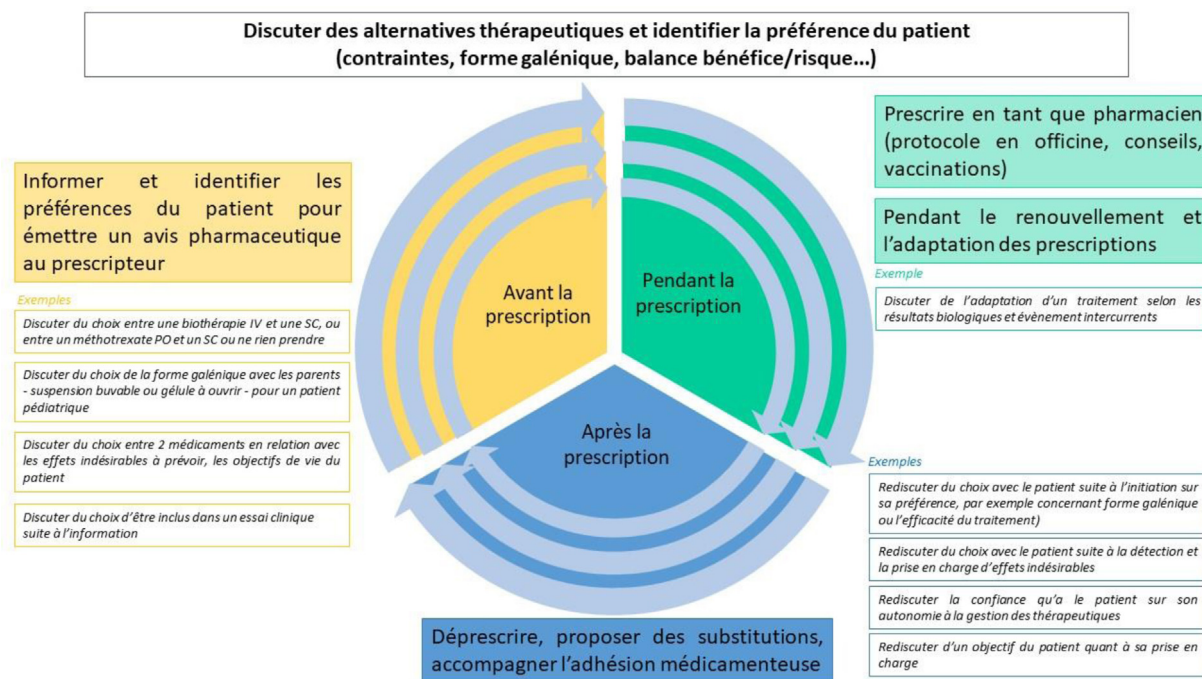 Discuter des alternatives thérapeutiques et identifier la préférence du patient
(contraintes, forme galénique, balance bénéfice/risque...)
Informer et identifier les
préférences du patient pour
émettre un avis pharmaceutique
au prescripteur
Exemples
Discuter du choix entre une biothérapie IV et une SC, ou
entre un méthotrexate PO et un SC ou ne rien prendre
Discuter du choix de la forme galénique avec les parents
- suspension buvable ou gélule à ouvrir - pour un patient
pédiatrique
Discuter du choix entre 2 médicaments en relation avec
les effets indésirables à prévoir, les objectifs de vie du
patient
Discuter du choix d'être inclus dans un essai clinique
suite à l'information
Avant la
prescription
Pendant la
prescription
Après la
prescription
Prescrire en tant que pharmacien
(protocole en officine, conseils,
vaccinations)
Pendant le renouvellement et
l'adaptation des prescriptions
Exemple
Discuter de l'adaptation d'un traitement selon les
résultats biologiques et évènement intercurrents
Exemples
Rediscuter du choix avec le patient suite à l'initiation sur
sa préférence, par exemple concernant forme galénique
ou l'efficacité du traitement)
Rediscuter du choix avec le patient suite à la détection et
la prise en charge d'effets indésirables
Rediscuter la confiance qu'a le patient sur son
autonomie à la gestion des thérapeutiques
Rediscuter d'un objectif du patient quant à sa prise en
charge
Déprescrire, proposer des substitutions,
accompagner l'adhésion médicamenteuse